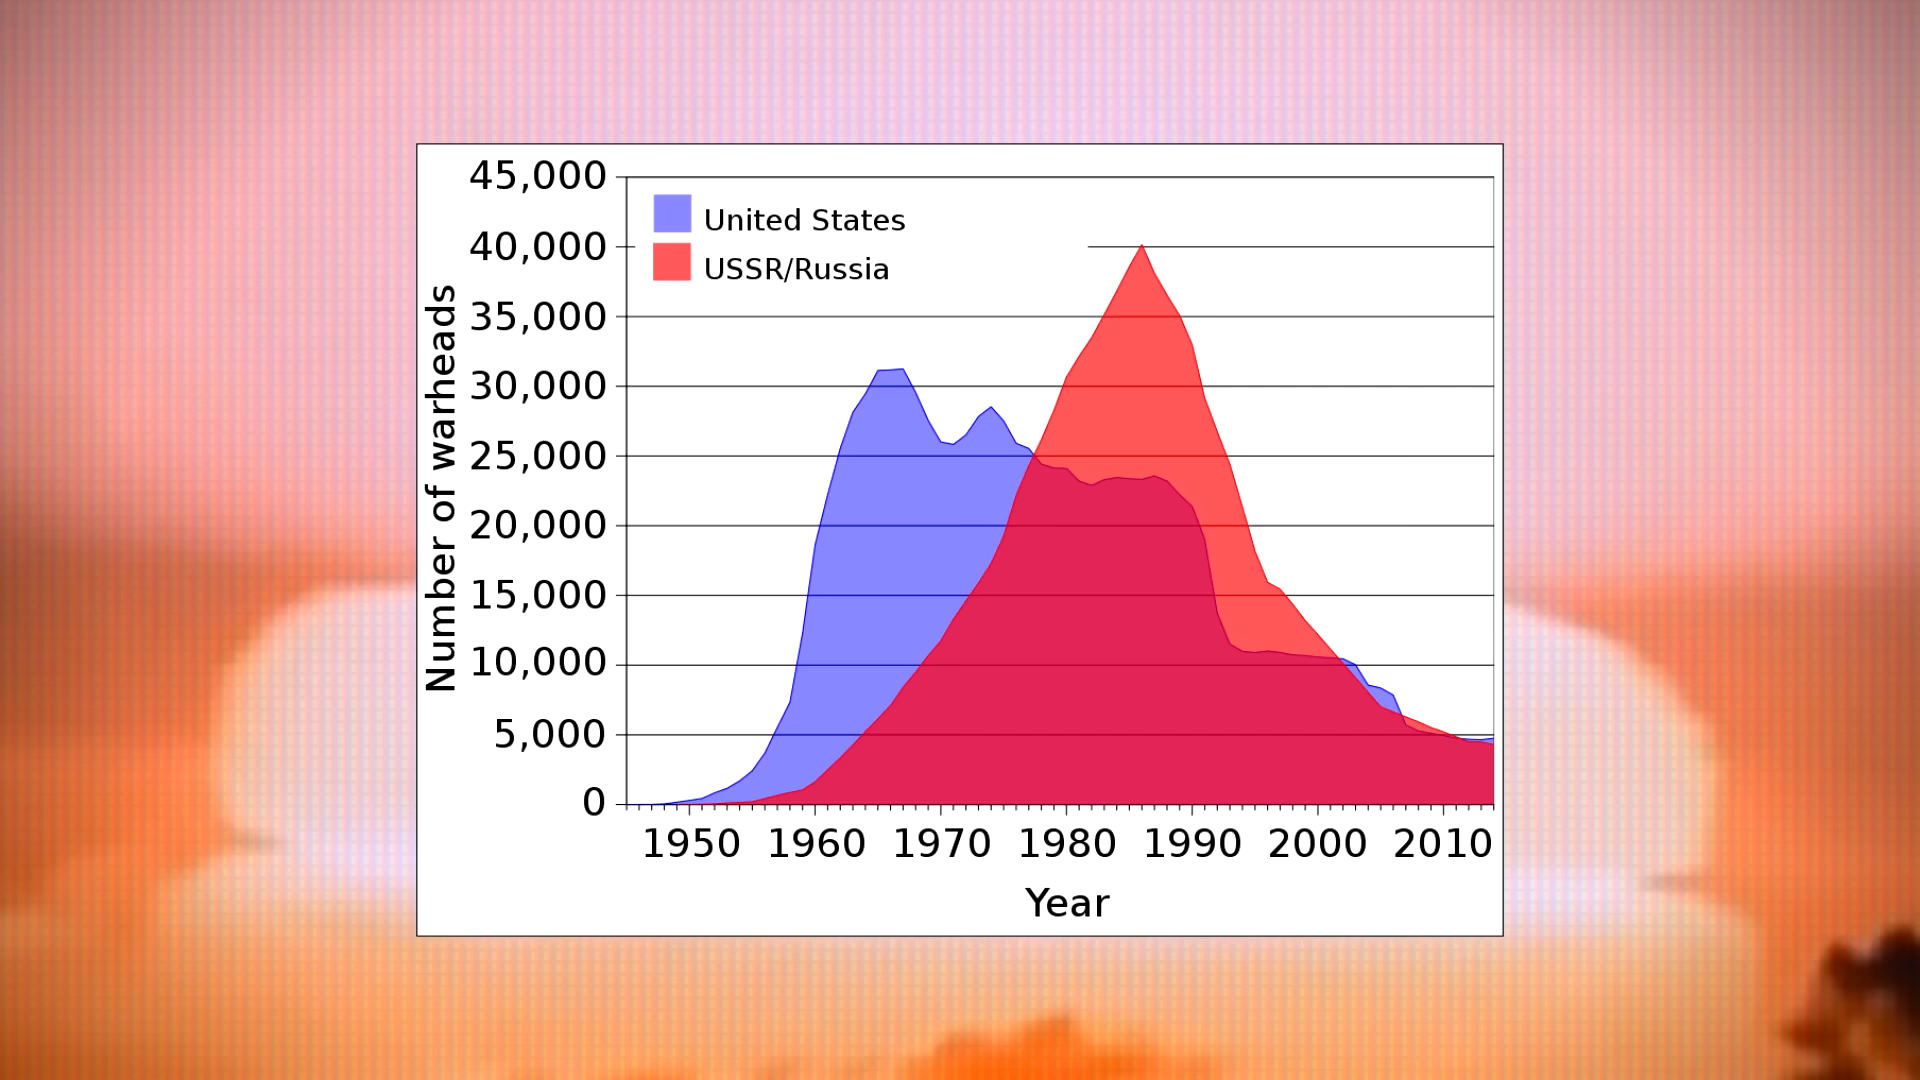 45,000
40,000
35,000
30,000
25,000
20,000
15,000
10,000
5,000
0
Number of warheads
United States
USSR/Russia
1950 1960 1970 1980 1990 2000 2010
Year